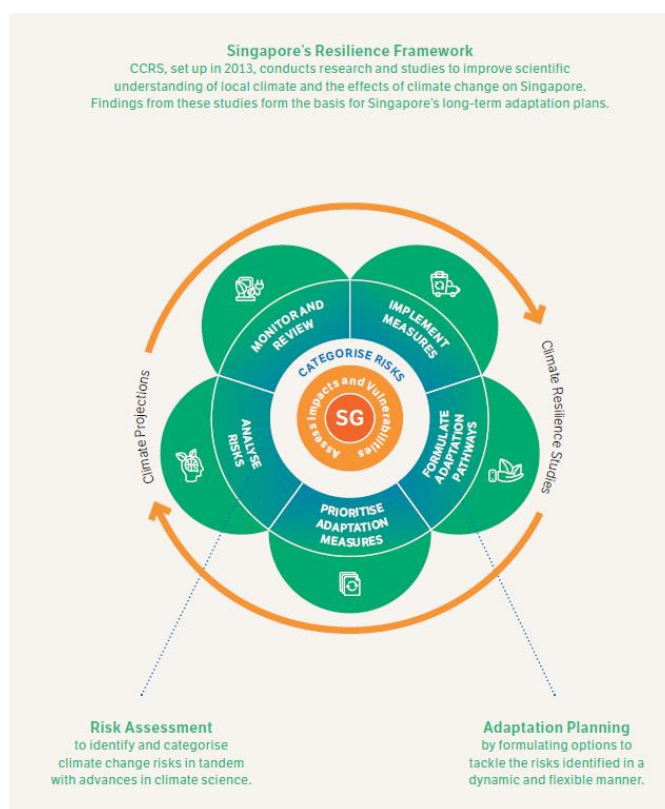 Singapore's Resilience Framework
CCRS, set up in 2013, conducts research and studies to improve scientific
understanding of local climate and the effects of climate change on Singapore.
Findings from these studies form the basis for Singapore's long-term adaptation plans.
MONITOR AND
REVIEW
IMPLEMENT
MEASURES
CATEGORISE RISKS
Assess Impacts and Vulnerabilities
SG
Climate Projections
Climate Resilience Studies
ANALYSE
RISKS
FORMULATE
ADAPTATION
PATHWAYS
PRIORITISE
ADAPTATION
MEASURES
Risk Assessment
to identify and categorise
climate change risks in tandem
with advances in climate science.
Adaptation Planning
by formulating options to
tackle the risks identified in a
dynamic and flexible manner.